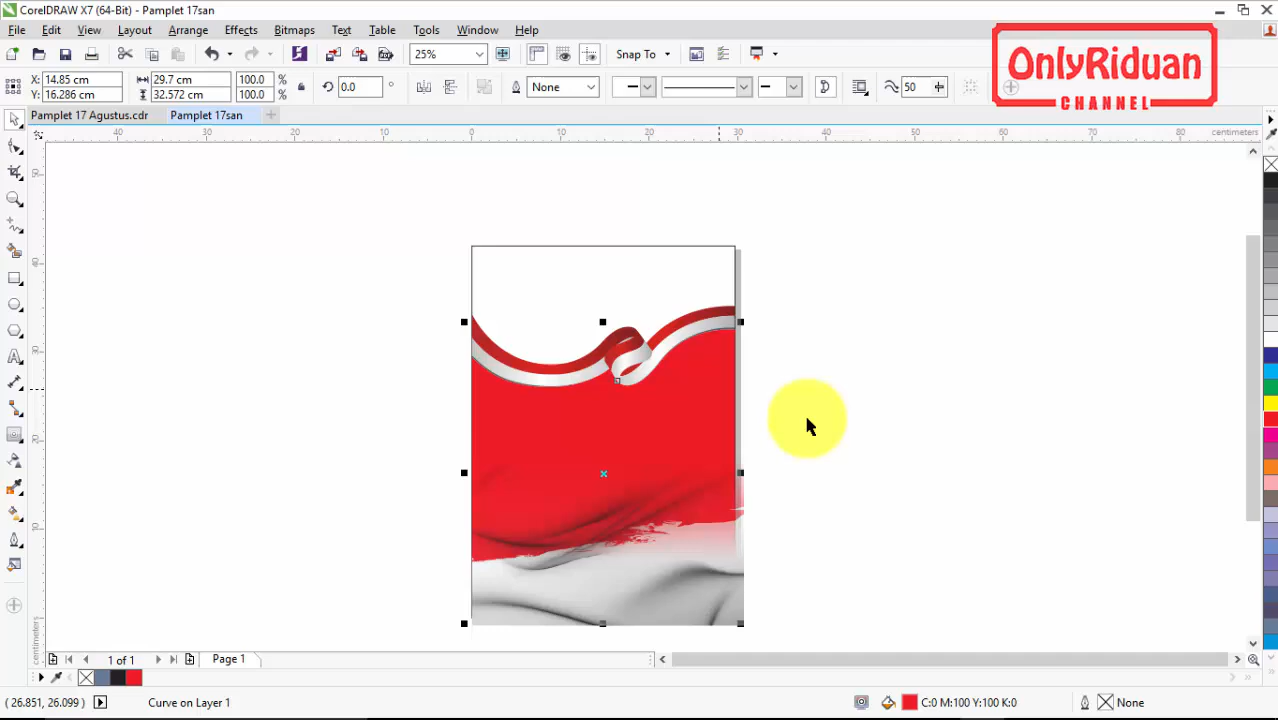 CorelDRAW X7 (64-Bit) - Pamplet 17san
File Edit View Layout Arrange Effects Bitmaps Text Table Tools Window Help
25% Snap To
X: 14.85 cm 29.7 cm 100.0 % 0.0 ° None 50
Y: 16.286 cm 32.572 cm 100.0 %
OnlyRiduan
CHANNEL
Pamplet 17 Agustus.cdr Pamplet 17san
40 30 20 10 0 10 20 30 40 50 60 70 80 centimeters
1 of 1 Page 1
centimeters
( 26.851, 26.099 ) Curve on Layer 1 C:0 M:100 Y:100 K:0 None